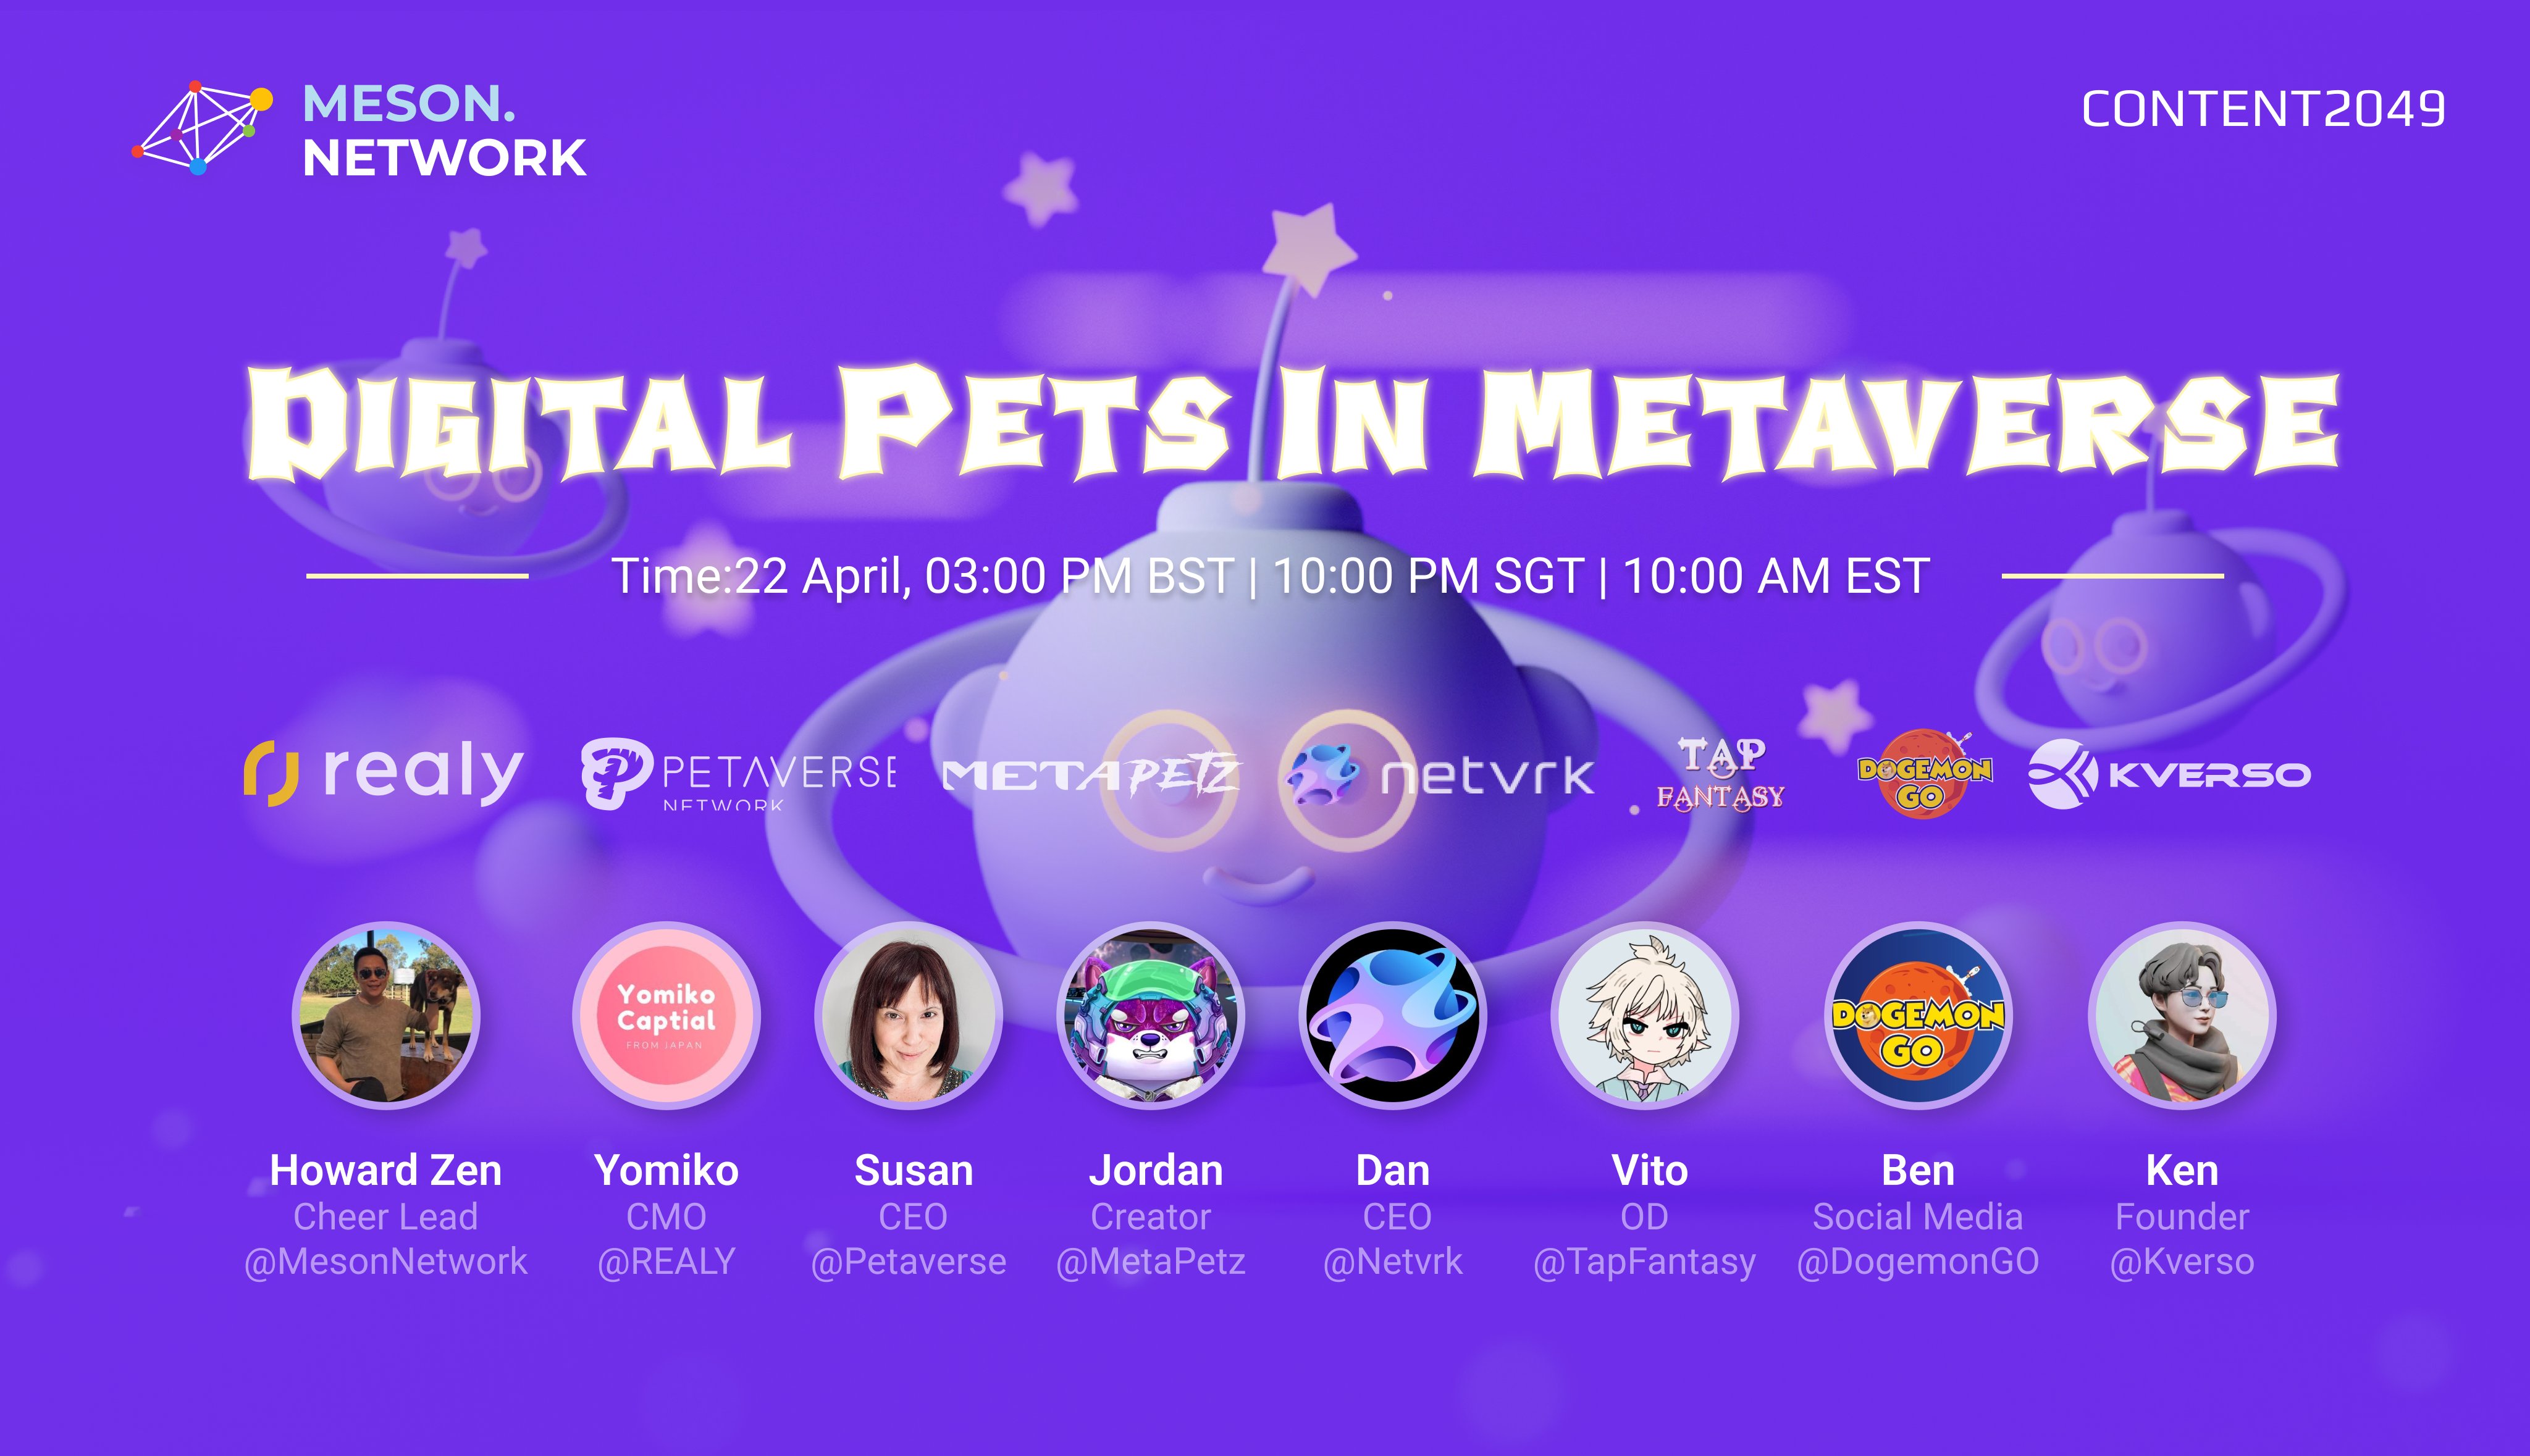 MESON.
NETWORK
CONTENT2049
DIGITAL PETS IN METAVERSE
Time:22 April, 03:00 PM BST | 10:00 PM SGT | 10:00 AM EST
realy
PETAVERSE
NETWORK
METAPETZ
netvrk
TAP
FANTASY
DOGEMON
GO
KVERSO
Yomiko
Captial
FROM JAPAN
DOGEMON
GO
Howard Zen
Cheer Lead
@MesonNetwork
Yomiko
CMO
@REALY
Susan
CEO
@Petaverse
Jordan
Creator
@MetaPetz
Dan
CEO
@Netvrk
Vito
OD
@TapFantasy
Ben
Social Media
@DogemonGO
Ken
Founder
@Kverso